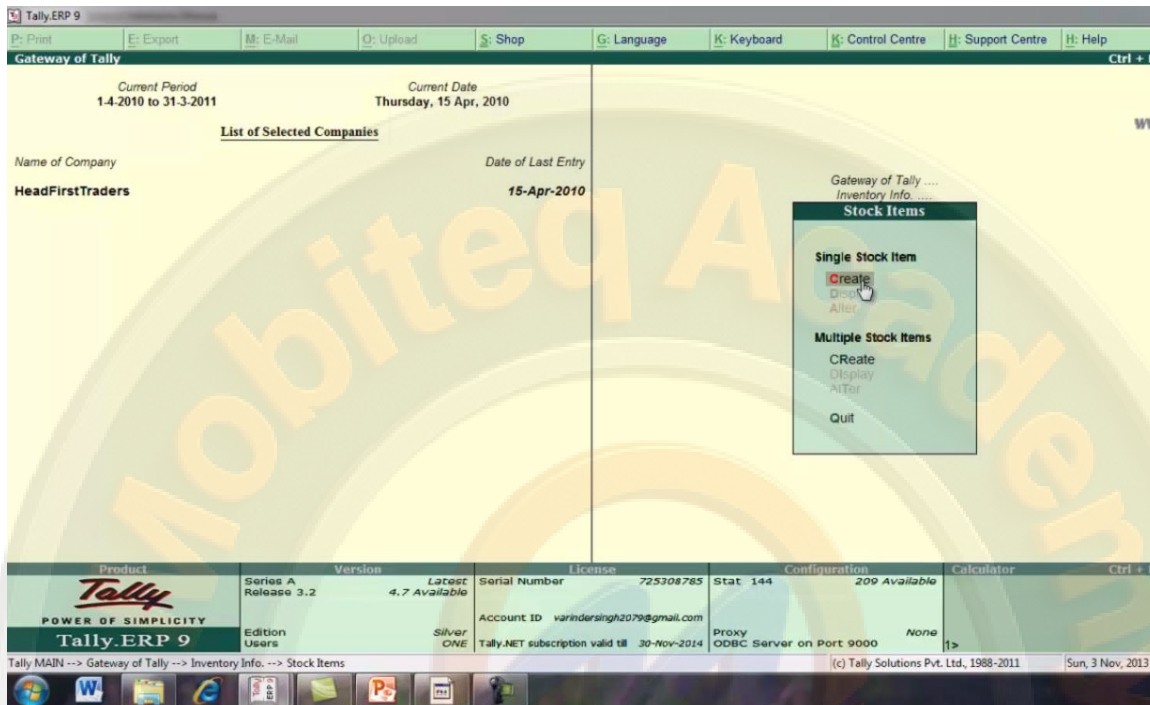 Tally.ERP 9
P: Print E: Export M: E-Mail O: Upload S: Shop G: Language K: Keyboard K: Control Centre H: Support Centre H: Help
Gateway of Tally Ctrl +
Current Period Current Date
1-4-2010 to 31-3-2011 Thursday, 15 Apr, 2010
List of Selected Companies
Name of Company Date of Last Entry
HeadFirstTraders 15-Apr-2010
Gateway of Tally ....
Inventory Info. ....
Stock Items
Single Stock Item
Create
Display
Alter
Multiple Stock Items
CReate
DIsplay
AlTer
Quit
Mobiteq Academ
Product Version License Configuration Calculator Ctrl +
Tally
POWER OF SIMPLICITY
Tally.ERP 9
Series A Latest
Release 3.2 4.7 Available
Edition Silver
Users ONE
Serial Number 725308785
Account ID varindersingh2079@gmail.com
Tally.NET subscription valid till 30-Nov-2014
Stat 144 209 Available
Proxy None
ODBC Server on Port 9000
1>
Tally MAIN --> Gateway of Tally --> Inventory Info. --> Stock Items (c) Tally Solutions Pvt. Ltd., 1988-2011 Sun, 3 Nov, 2013